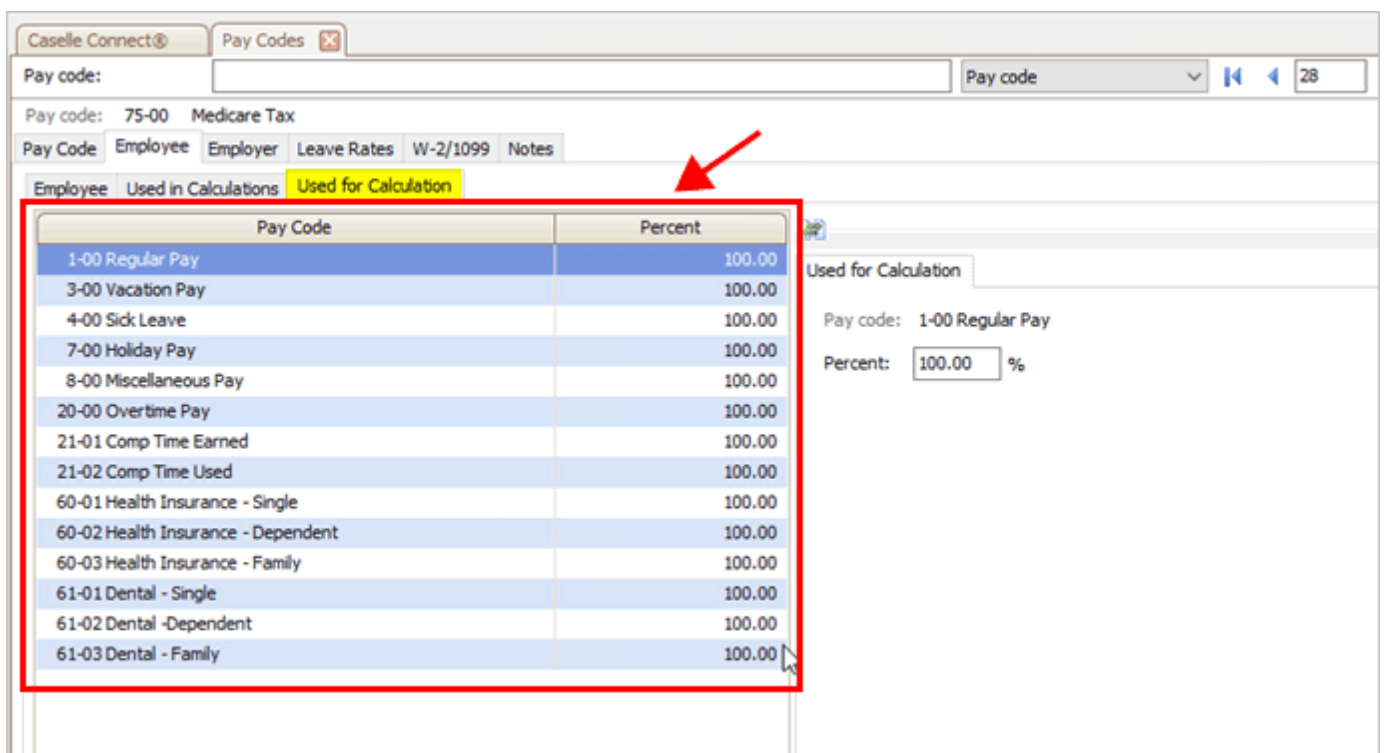 Caselle Connect® Pay Codes
Pay code: Pay code 28
Pay code: 75-00 Medicare Tax
Pay Code Employee Employer Leave Rates W-2/1099 Notes
Employee Used in Calculations Used for Calculation
Pay Code Percent
1-00 Regular Pay 100.00
3-00 Vacation Pay 100.00
4-00 Sick Leave 100.00
7-00 Holiday Pay 100.00
8-00 Miscellaneous Pay 100.00
20-00 Overtime Pay 100.00
21-01 Comp Time Earned 100.00
21-02 Comp Time Used 100.00
60-01 Health Insurance - Single 100.00
60-02 Health Insurance - Dependent 100.00
60-03 Health Insurance - Family 100.00
61-01 Dental - Single 100.00
61-02 Dental -Dependent 100.00
61-03 Dental - Family 100.00
Used for Calculation
Pay code: 1-00 Regular Pay
Percent: 100.00 %